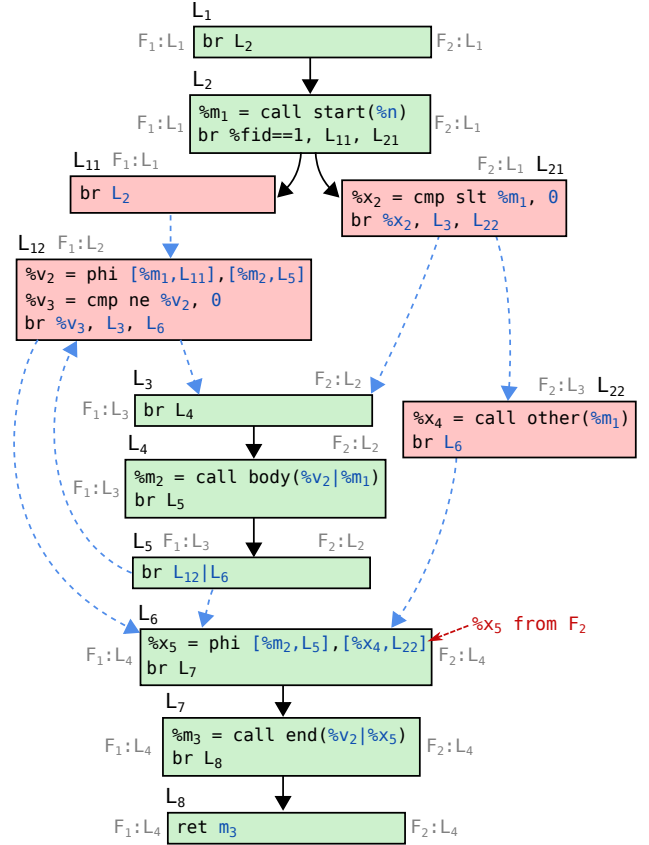 L1
F1:L1 br L2 F2:L1
L2
F1:L1 %m1 = call start(%n) F2:L1
br %fid==1, L11, L21
L11 F1:L1
br L2
F2:L1 L21
%x2 = cmp slt %m1, 0
br %x2, L3, L22
L12 F1:L2
%v2 = phi [%m1,L11],[%m2,L5]
%v3 = cmp ne %v2, 0
br %v3, L3, L6
L3 F2:L2
F1:L3 br L4
F2:L3 L22
%x4 = call other(%m1)
br L6
L4 F2:L2
F1:L3 %m2 = call body(%v2|%m1)
br L5
L5 F1:L3 F2:L2
br L12|L6
L6
%x5 from F2
F1:L4 %x5 = phi [%m2,L5],[%x4,L22] F2:L4
br L7
L7
F1:L4 %m3 = call end(%v2|%x5) F2:L4
br L8
L8
F1:L4 ret m3 F2:L4